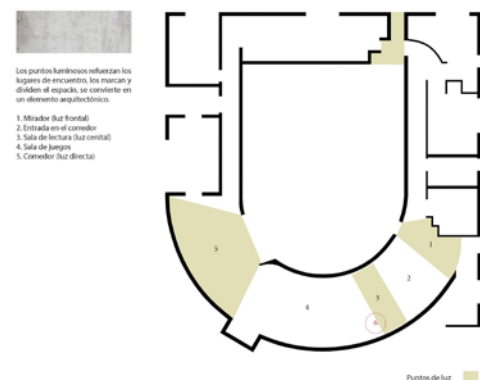 Los puntos luminosos refuerzan los
lugares de encuentro, los marcan y
dividen el espacio, se convierte en
un elemento arquitectónico.
1. Mirador (luz frontal)
2. Entrada en el corredor
3. Sala de lectura (luz cenital)
4. Sala de juegos
5. Comedor (luz directa)
1
2
3
4
5
Puntos de luz